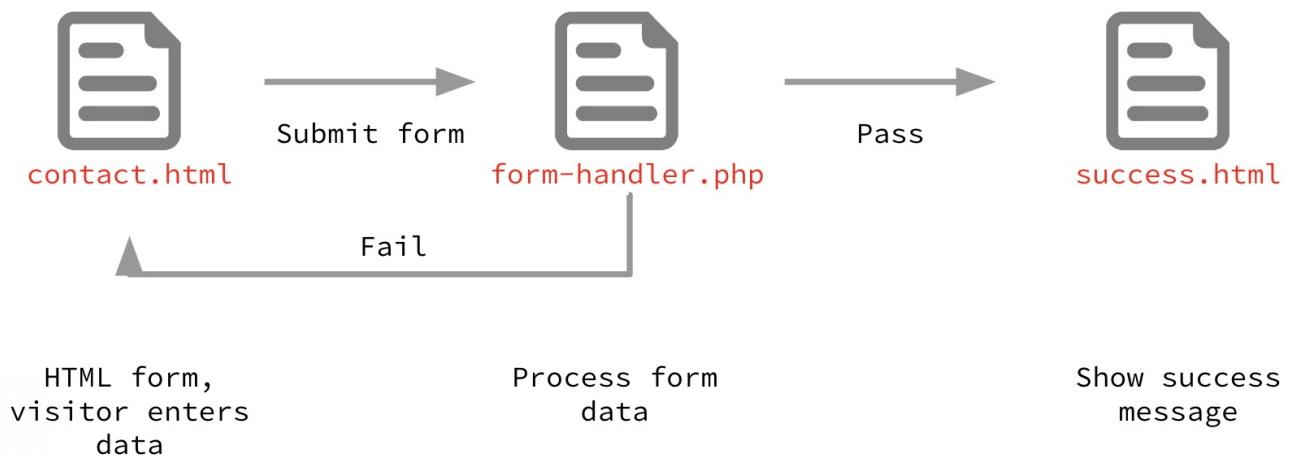 Submit form
Pass
contact.html
form-handler.php
success.html
Fail
HTML form,
visitor enters
data
Process form
data
Show success
message